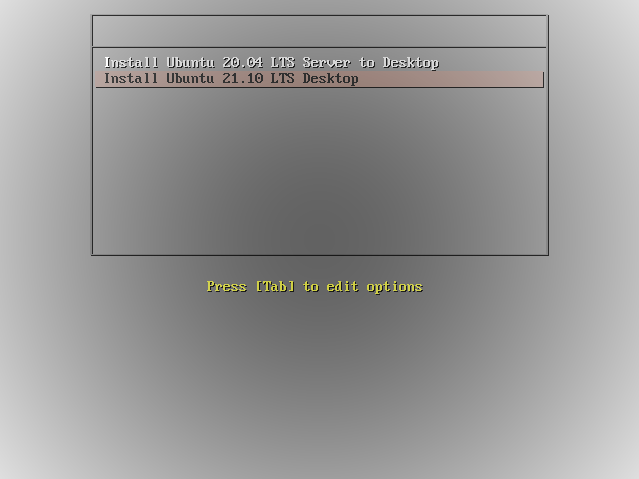 Install Ubuntu 20.04 LTS Server to Desktop
Install Ubuntu 21.10 LTS Desktop
Press [Tab] to edit options